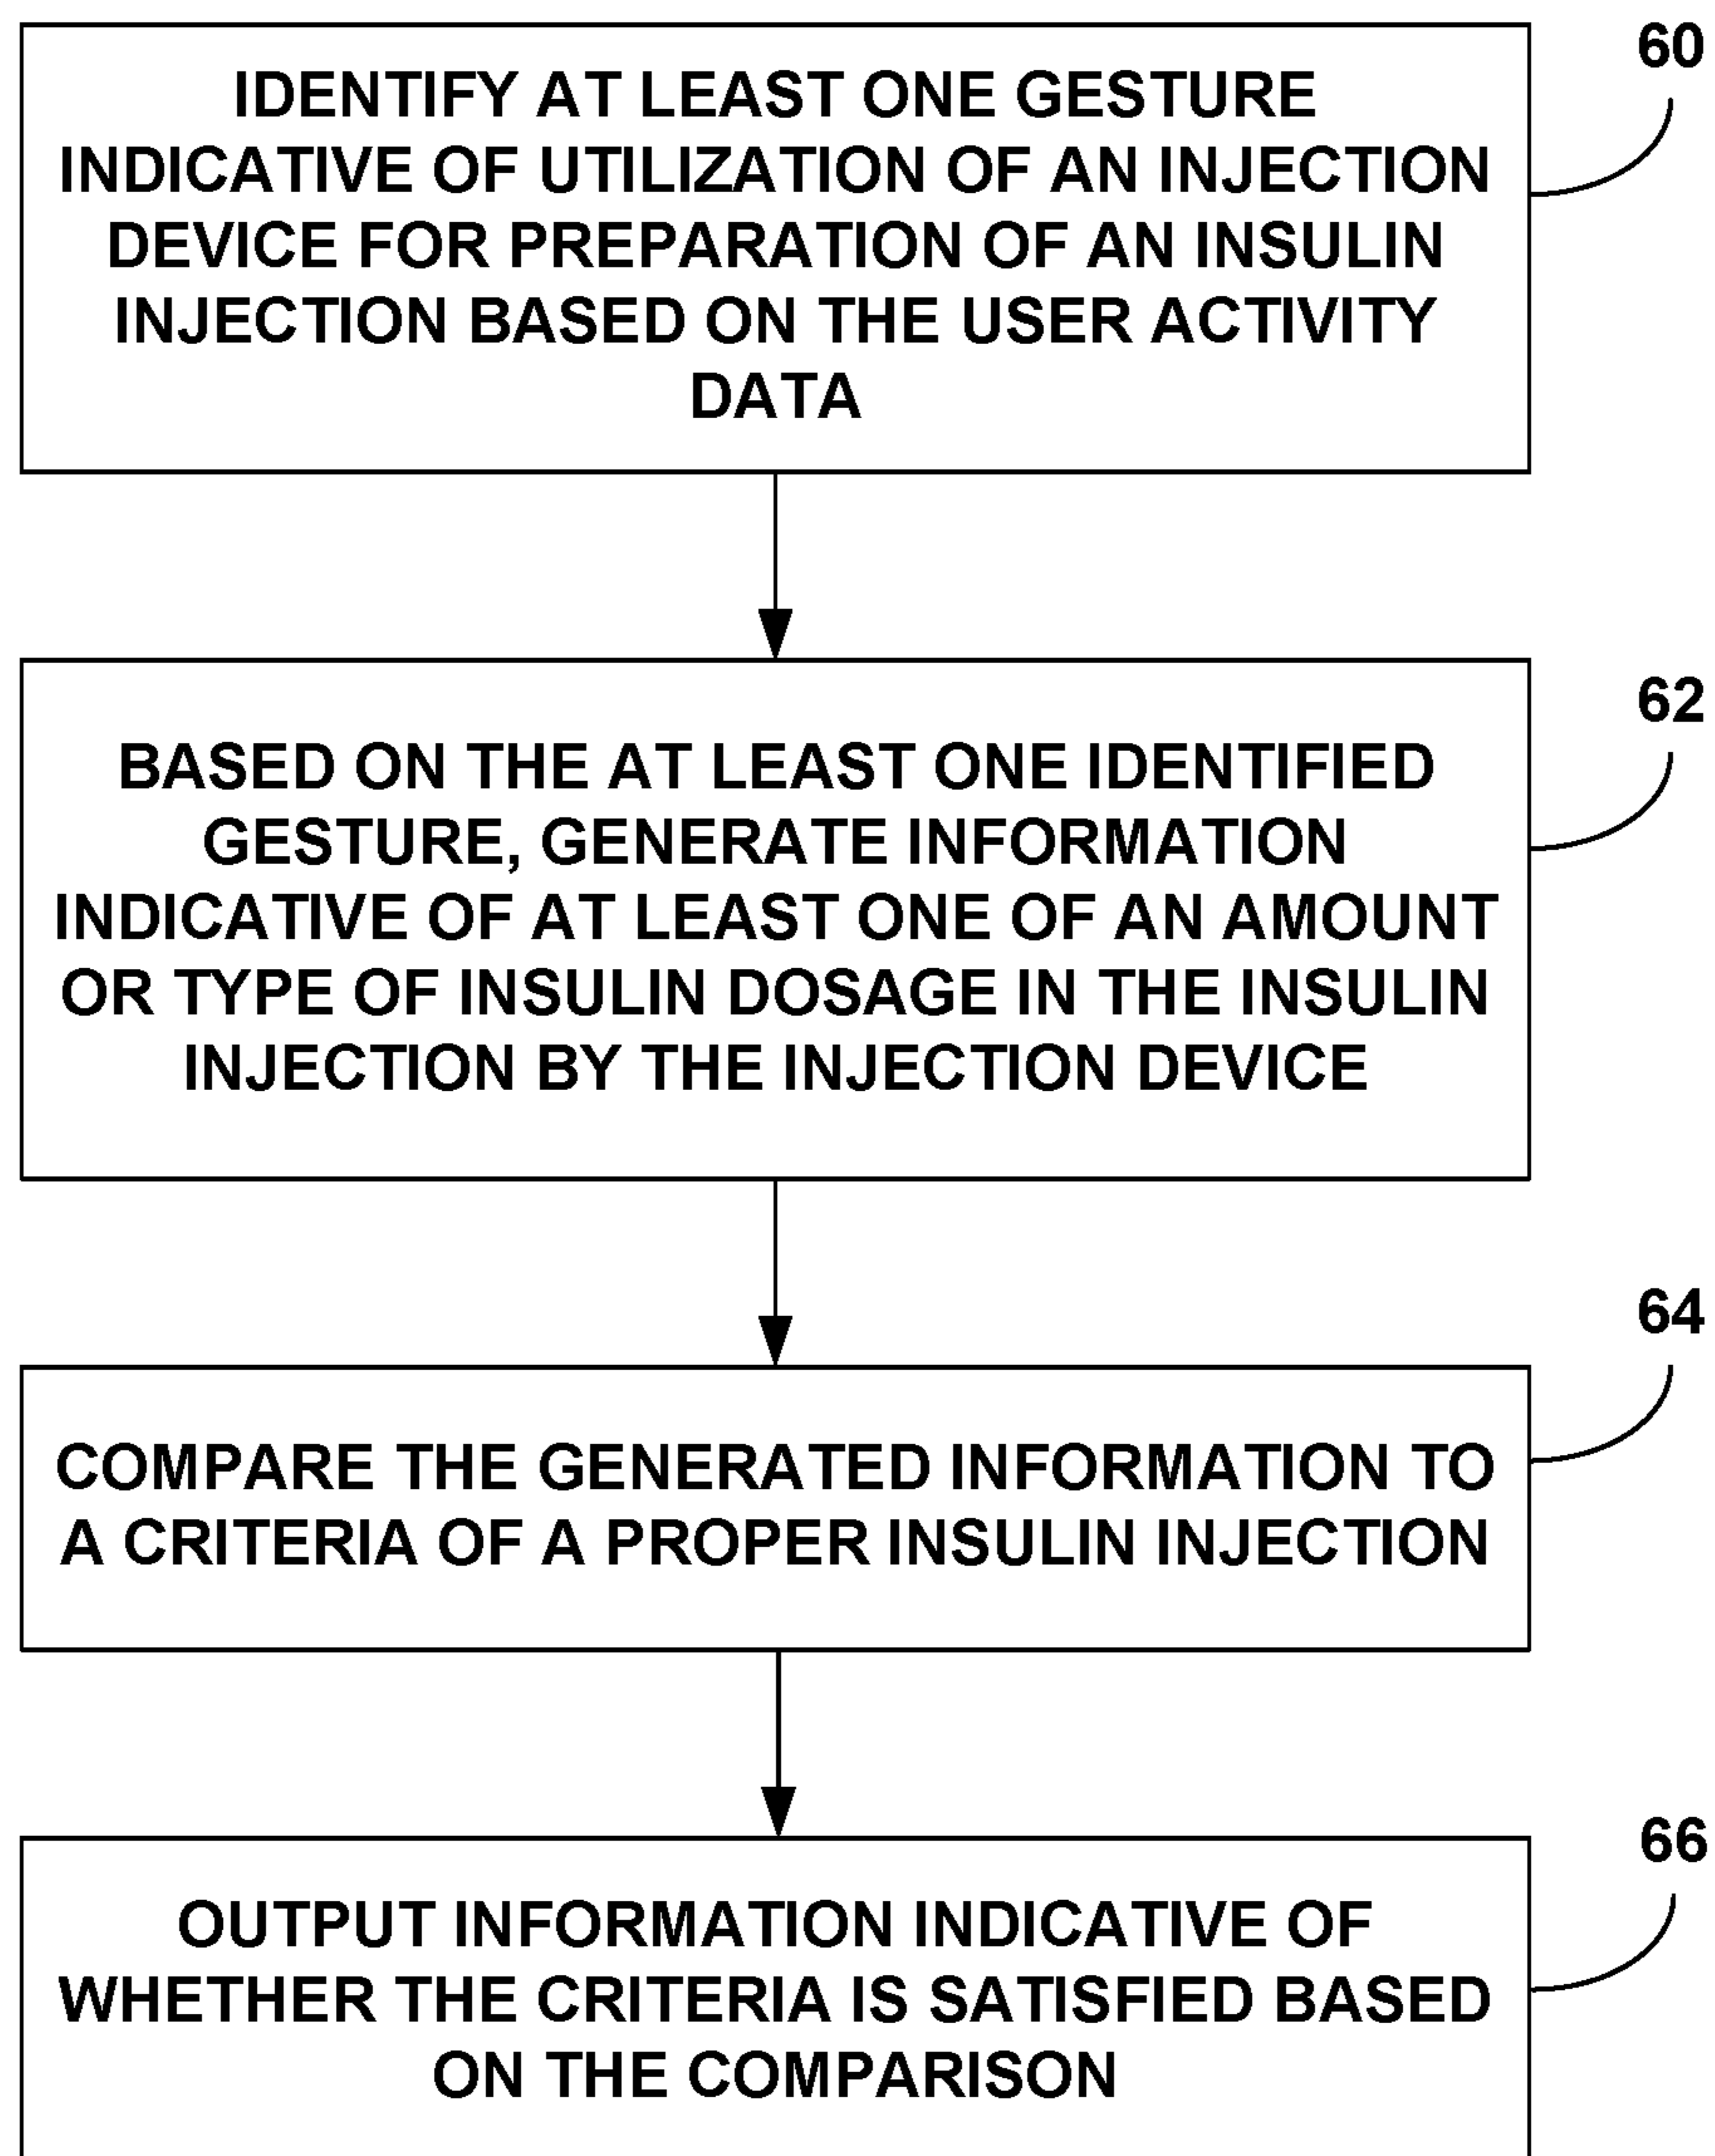 60
IDENTIFY AT LEAST ONE GESTURE
INDICATIVE OF UTILIZATION OF AN INJECTION
DEVICE FOR PREPARATION OF AN INSULIN
INJECTION BASED ON THE USER ACTIVITY
DATA
62
BASED ON THE AT LEAST ONE IDENTIFIED
GESTURE, GENERATE INFORMATION
INDICATIVE OF AT LEAST ONE OF AN AMOUNT
OR TYPE OF INSULIN DOSAGE IN THE INSULIN
INJECTION BY THE INJECTION DEVICE
64
COMPARE THE GENERATED INFORMATION TO
A CRITERIA OF A PROPER INSULIN INJECTION
66
OUTPUT INFORMATION INDICATIVE OF
WHETHER THE CRITERIA IS SATISFIED BASED
ON THE COMPARISON